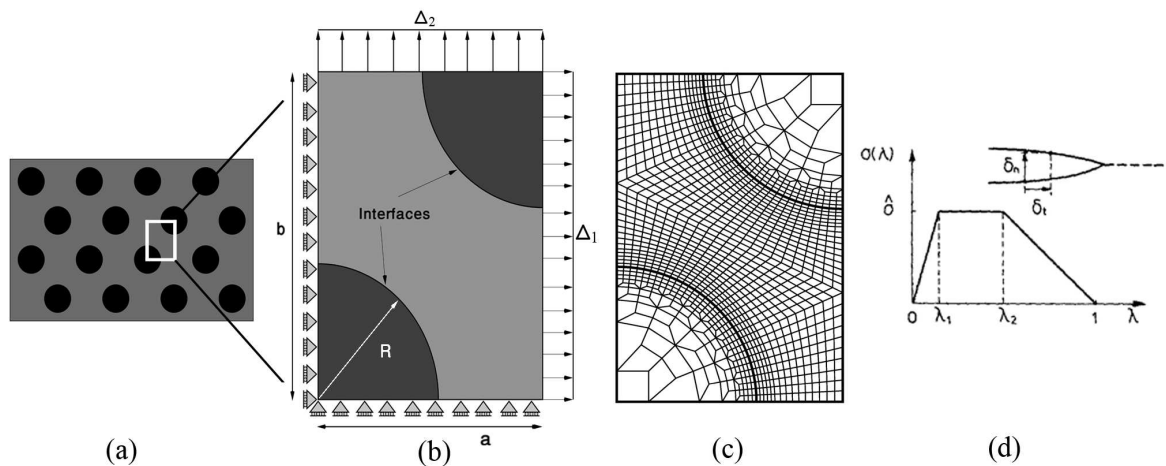 Δ₂
b
Interfaces
R
Δ₁
a
σ(λ)
σ̂
δₙ
δₜ
0 λ₁ λ₂ 1 λ
(a) (b) (c) (d)